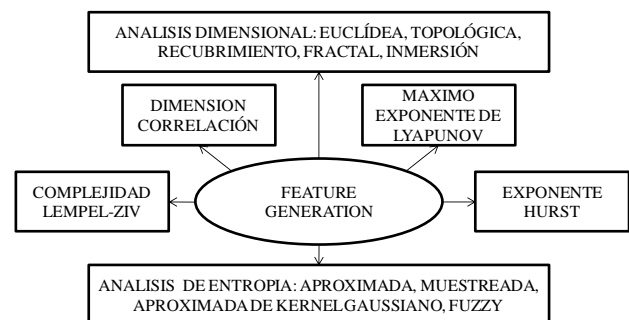 ANALISIS DIMENSIONAL: EUCLÍDEA, TOPOLÓGICA,
RECUBRIMIENTO, FRACTAL, INMERSIÓN
DIMENSION
CORRELACIÓN
MAXIMO
EXPONENTE DE
LYAPUNOV
COMPLEJIDAD
LEMPEL-ZIV
FEATURE
GENERATION
EXPONENTE
HURST
ANALISIS DE ENTROPIA: APROXIMADA, MUESTREADA,
APROXIMADA DE KERNEL GAUSSIANO, FUZZY